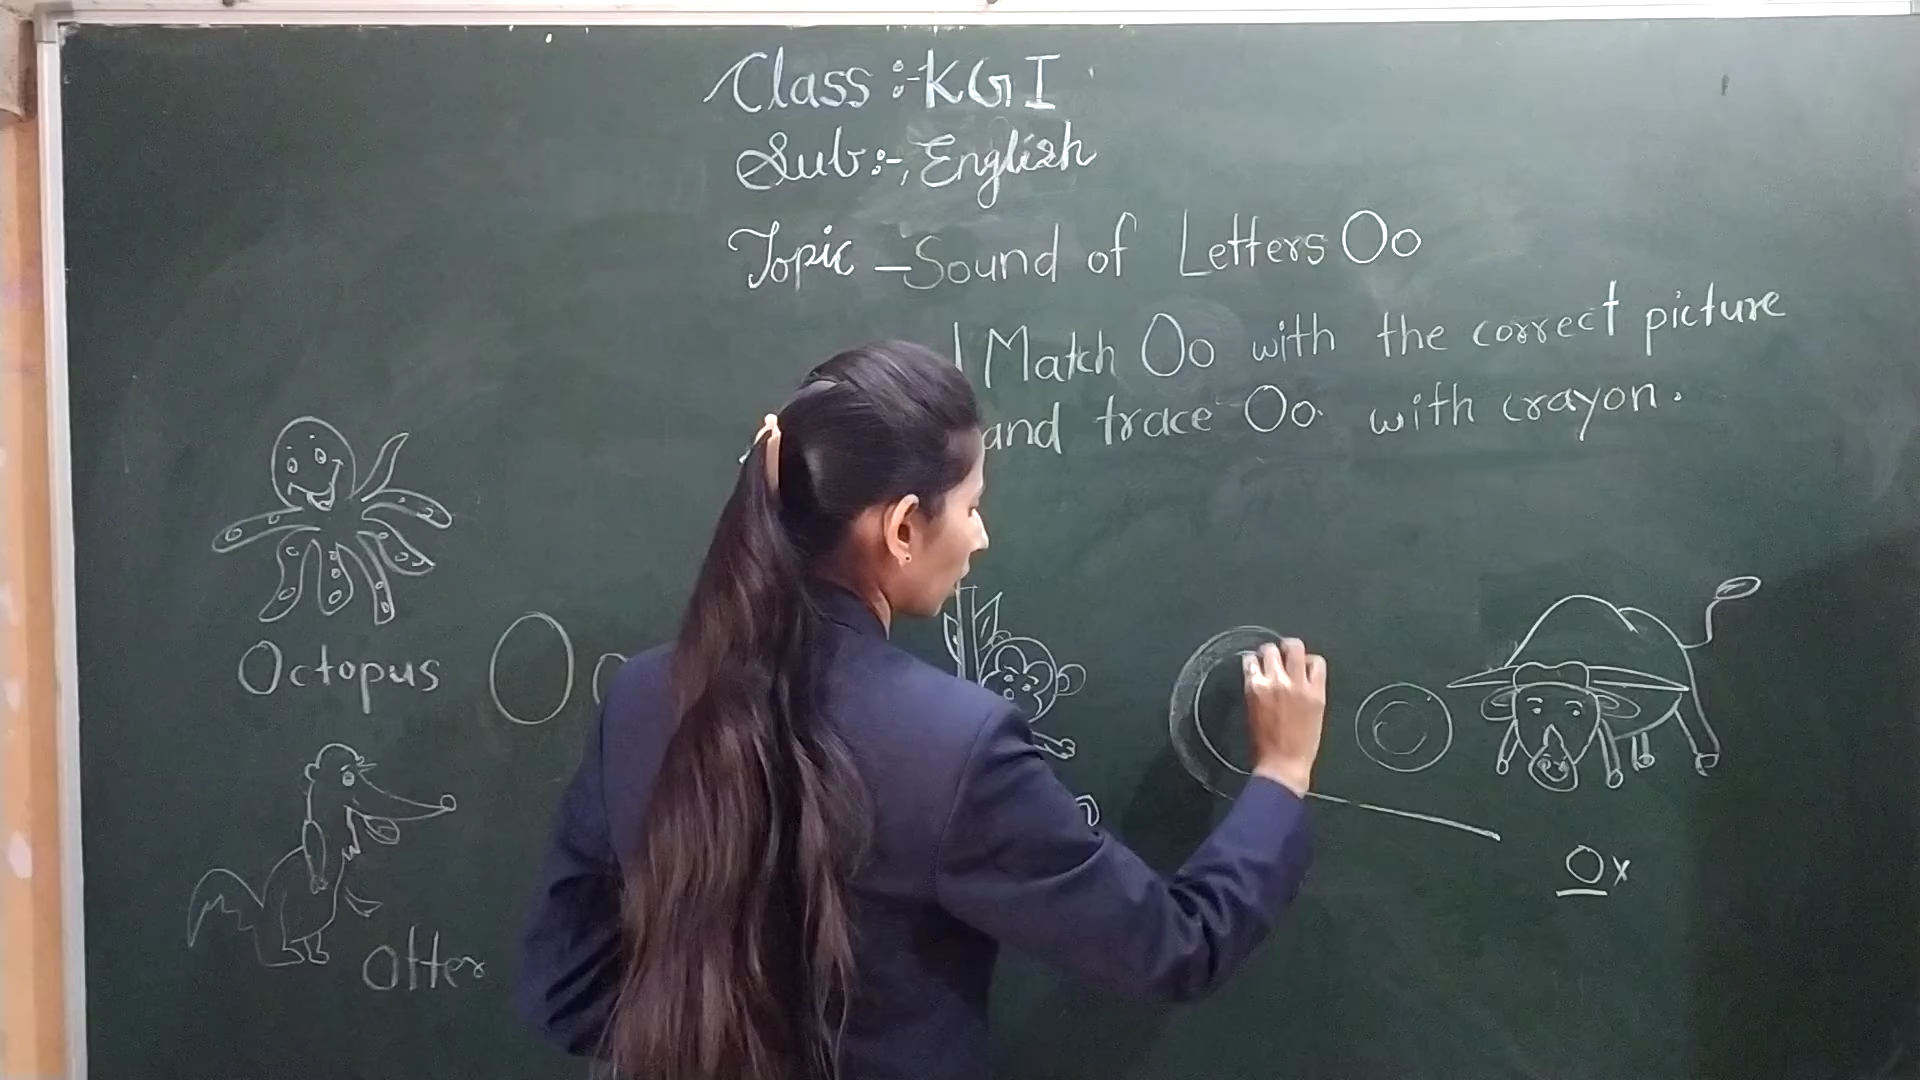 Class :- KG I
Sub :- English
Topic - Sound of Letters Oo
Match Oo with the correct picture
and trace Oo with crayon.
Octopus
O o
O o
Otter
Ox